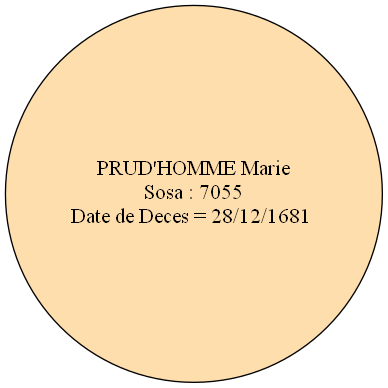 PRUD'HOMME Marie
Sosa : 7055
Date de Deces = 28/12/1681